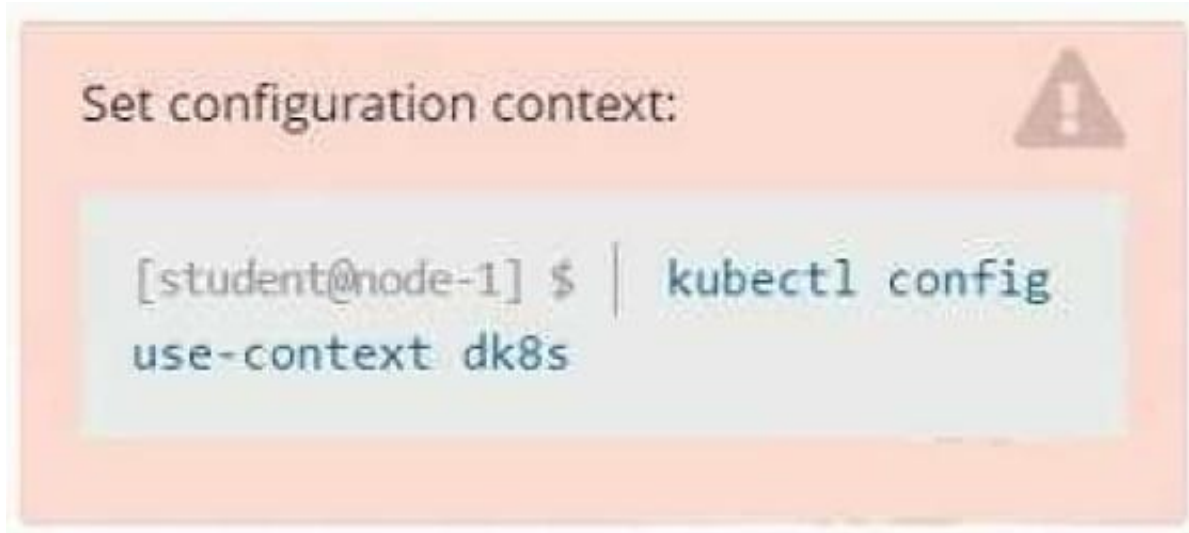 Set configuration context:
[student@node-1] $ | kubectl config
use-context dk8s